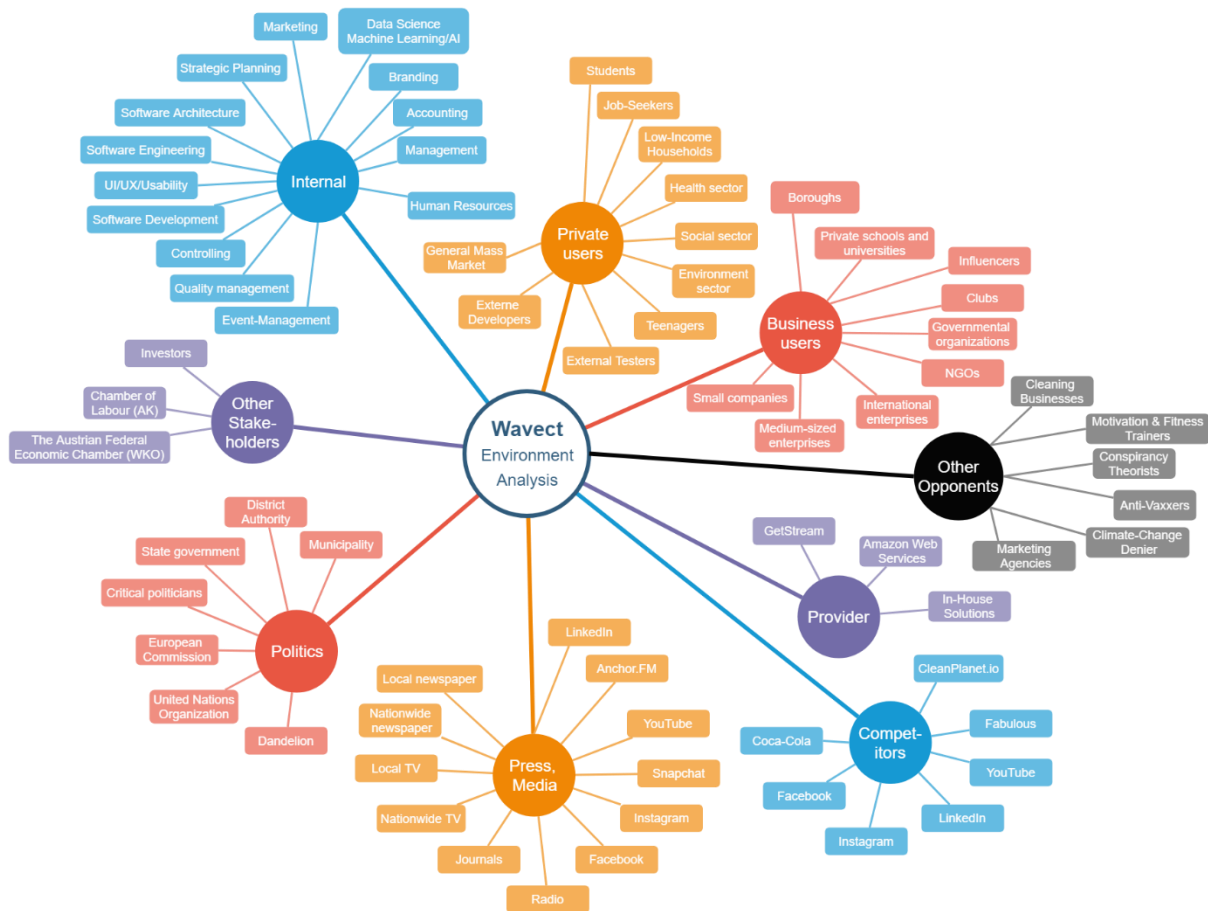 Marketing
Data Science
Machine Learning/AI
Strategic Planning
Branding
Software Architecture
Accounting
Software Engineering
Management
UI/UX/Usability
Internal
Software Development
Human Resources
Controlling
Quality management
Event-Management
Students
Job-Seekers
Low-Income
Households
Health sector
Private
users
Social sector
General Mass
Market
Environment
sector
Externe
Developers
Teenagers
External Testers
Boroughs
Private schools and
universities
Influencers
Clubs
Business
users
Governmental
organizations
NGOs
Small companies
International
enterprises
Medium-sized
enterprises
Investors
Chamber of
Labour (AK)
Other
Stake-
holders
The Austrian Federal
Economic Chamber (WKO)
Wavect
Environment
Analysis
Cleaning
Businesses
Motivation & Fitness
Trainers
Conspirancy
Theorists
Other
Opponents
Anti-Vaxxers
Climate-Change
Denier
Marketing
Agencies
District
Authority
Municipality
State government
Critical politicians
European
Commission
Politics
United Nations
Organization
Dandelion
GetStream
Amazon Web
Services
In-House
Solutions
Provider
LinkedIn
Anchor.FM
Local newspaper
Nationwide
newspaper
YouTube
Local TV
Press,
Media
Snapchat
Nationwide TV
Instagram
Journals
Facebook
Radio
CleanPlanet.io
Fabulous
Coca-Cola
Compet-
itors
YouTube
Facebook
LinkedIn
Instagram